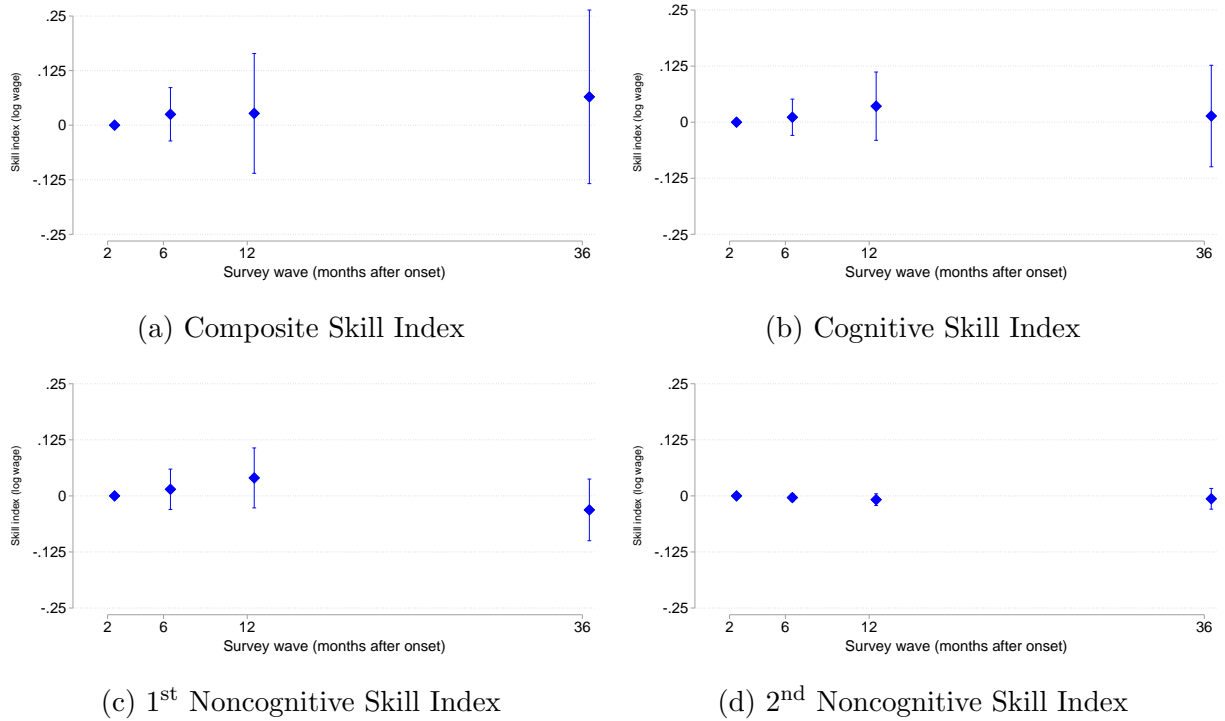 .25
.125
0
-.125
-.25
Skill index (log wage)
2 6 12 36
Survey wave (months after onset)
(a) Composite Skill Index
.25
.125
0
-.125
-.25
Skill index (log wage)
2 6 12 36
Survey wave (months after onset)
(b) Cognitive Skill Index
.25
.125
0
-.125
-.25
Skill index (log wage)
2 6 12 36
Survey wave (months after onset)
(c) 1st Noncognitive Skill Index
.25
.125
0
-.125
-.25
Skill index (log wage)
2 6 12 36
Survey wave (months after onset)
(d) 2nd Noncognitive Skill Index